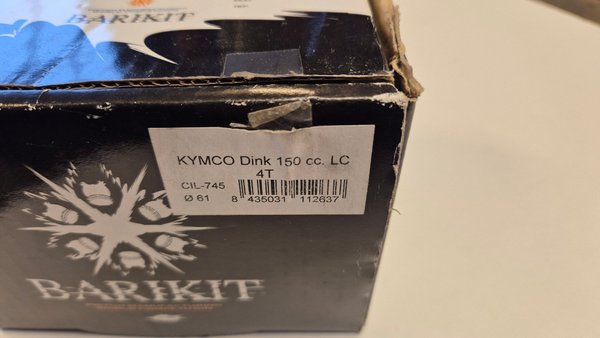 BARIKIT
KYMCO Dink 150 cc. LC
4T
CIL-745
Ø 61
8 435031 112637
BARIKIT